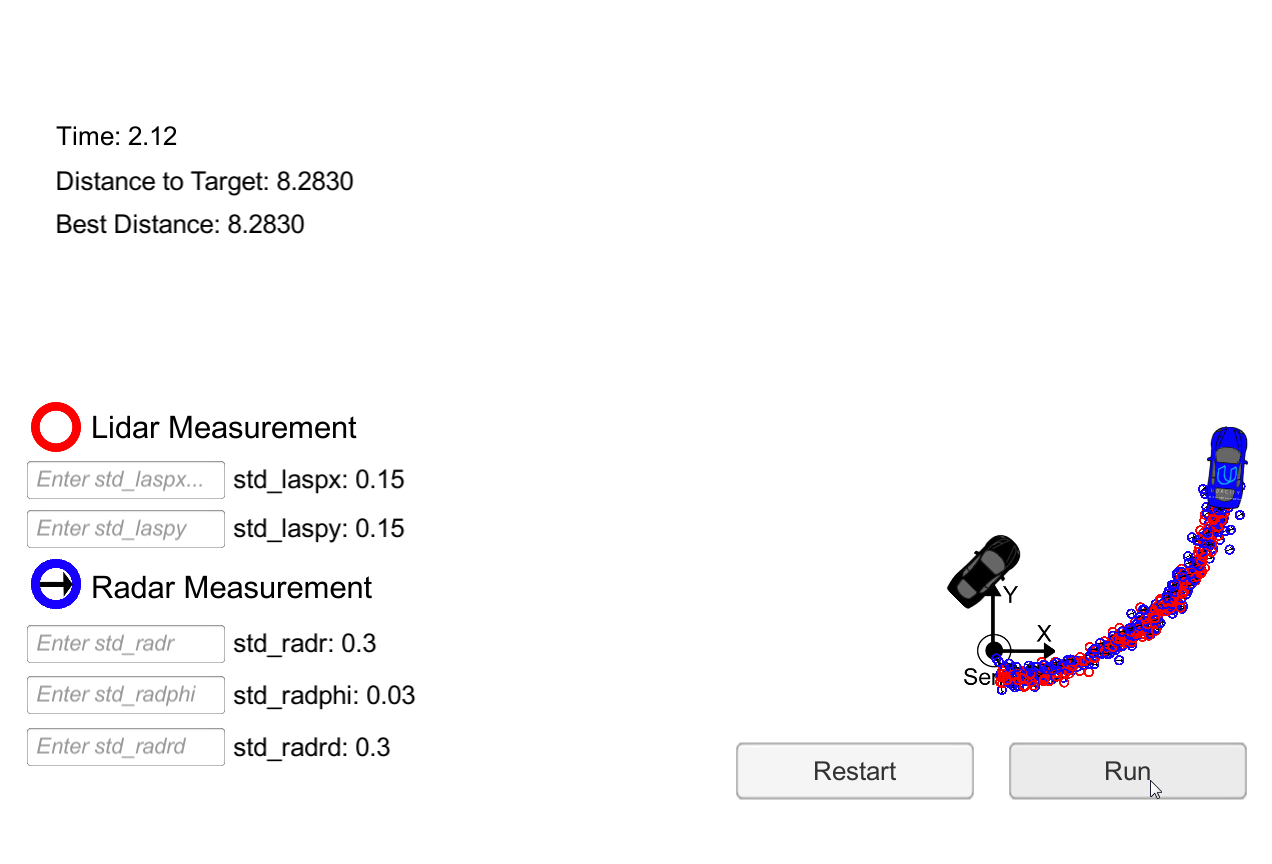 Time: 2.12
Distance to Target: 8.2830
Best Distance: 8.2830
Lidar Measurement
Enter std_laspx... std_laspx: 0.15
Enter std_laspy std_laspy: 0.15
Radar Measurement
Enter std_radr std_radr: 0.3
Enter std_radphi std_radphi: 0.03
Enter std_radrd std_radrd: 0.3
Y
X
Restart Run